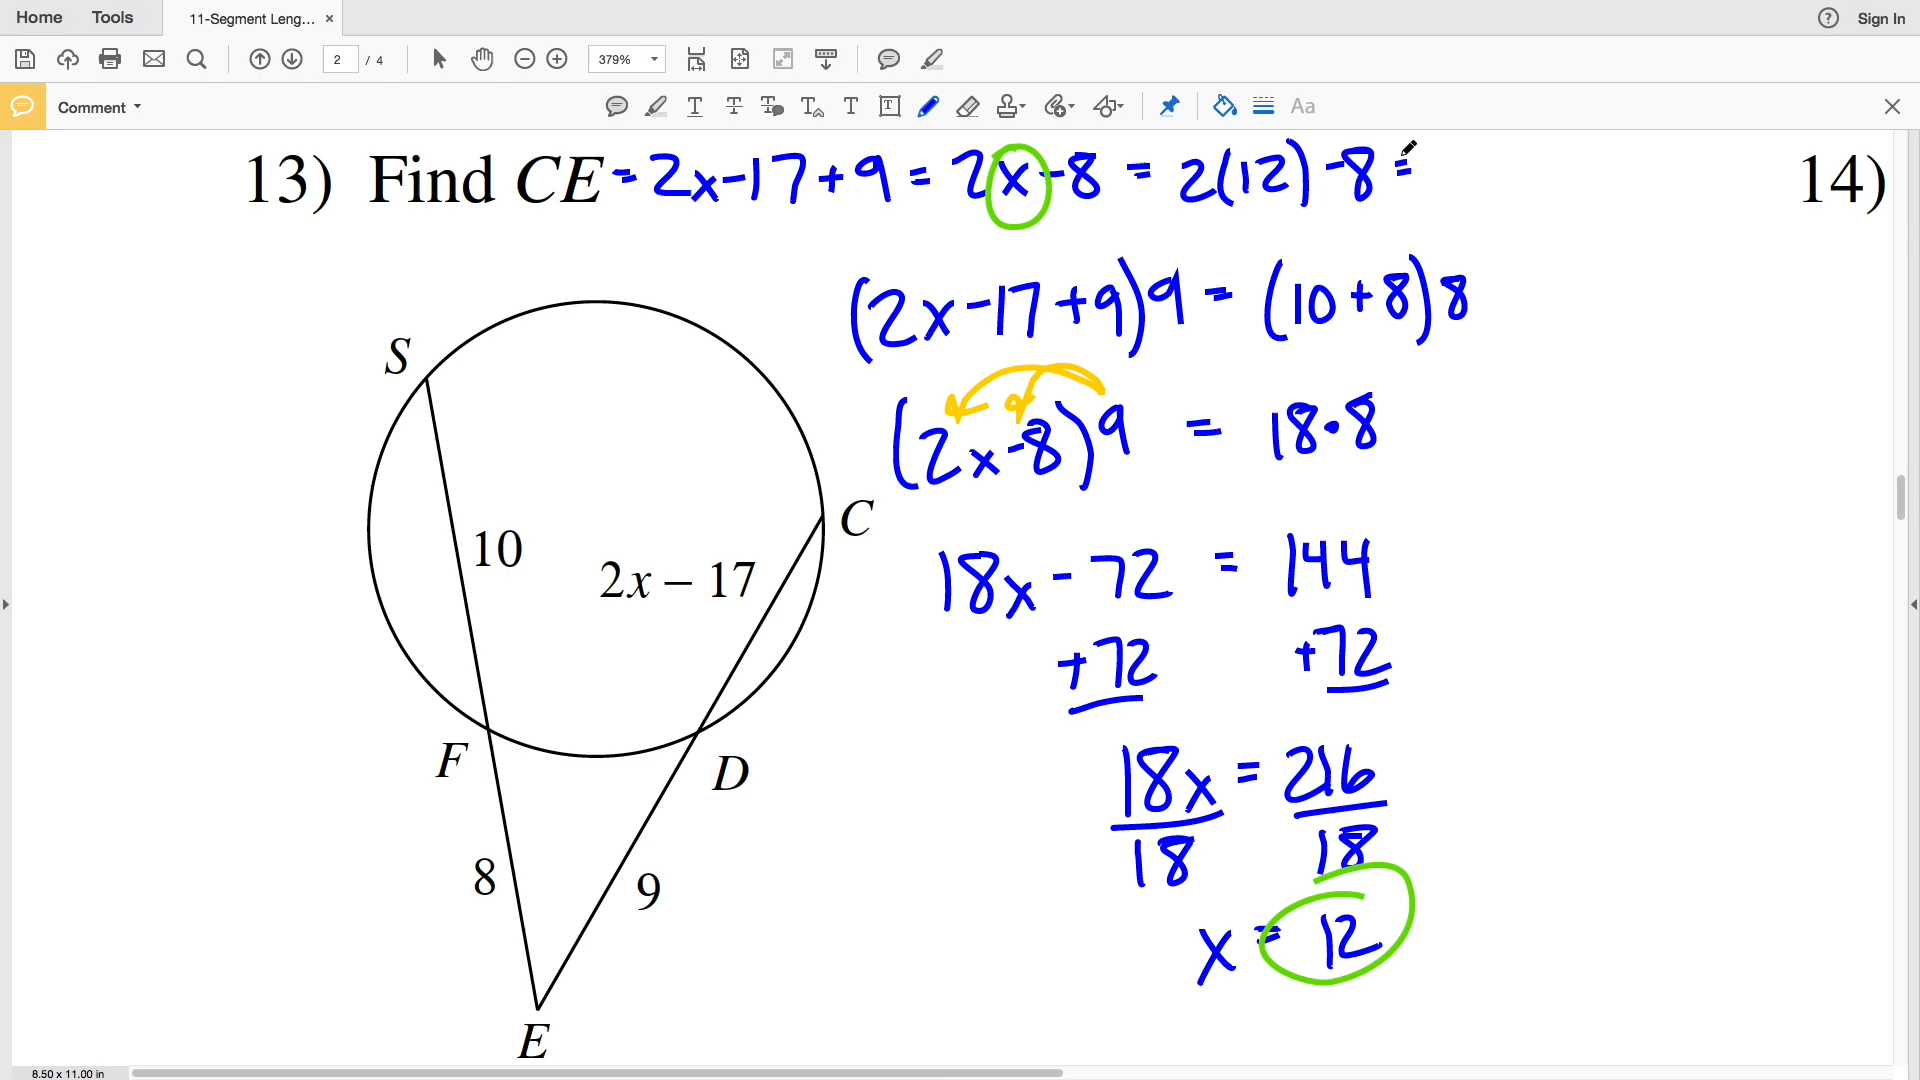 Home Tools 11-Segment Leng... × ? Sign In
2 / 4 379%
Comment T T T T T T Aa
13) Find CE = 2x-17+9 = 2x-8 = 2(12)-8 =
14)
(2x-17+9)9 = (10+8)8
S
(2x-8)9 = 18·8
C
10
2x – 17
18x - 72 = 144
+72 +72
F
D
18x = 216
18 18
8
9
x = 12
E
8.50 x 11.00 in